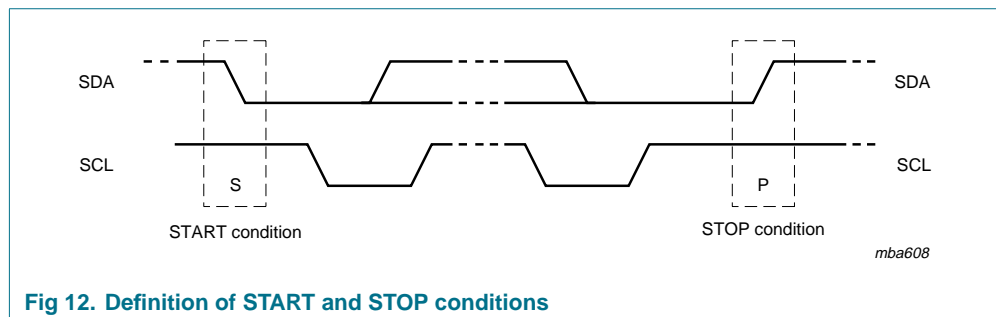 SDA
SDA
SCL
SCL
S
P
START condition
STOP condition
mba608
Fig 12. Definition of START and STOP conditions